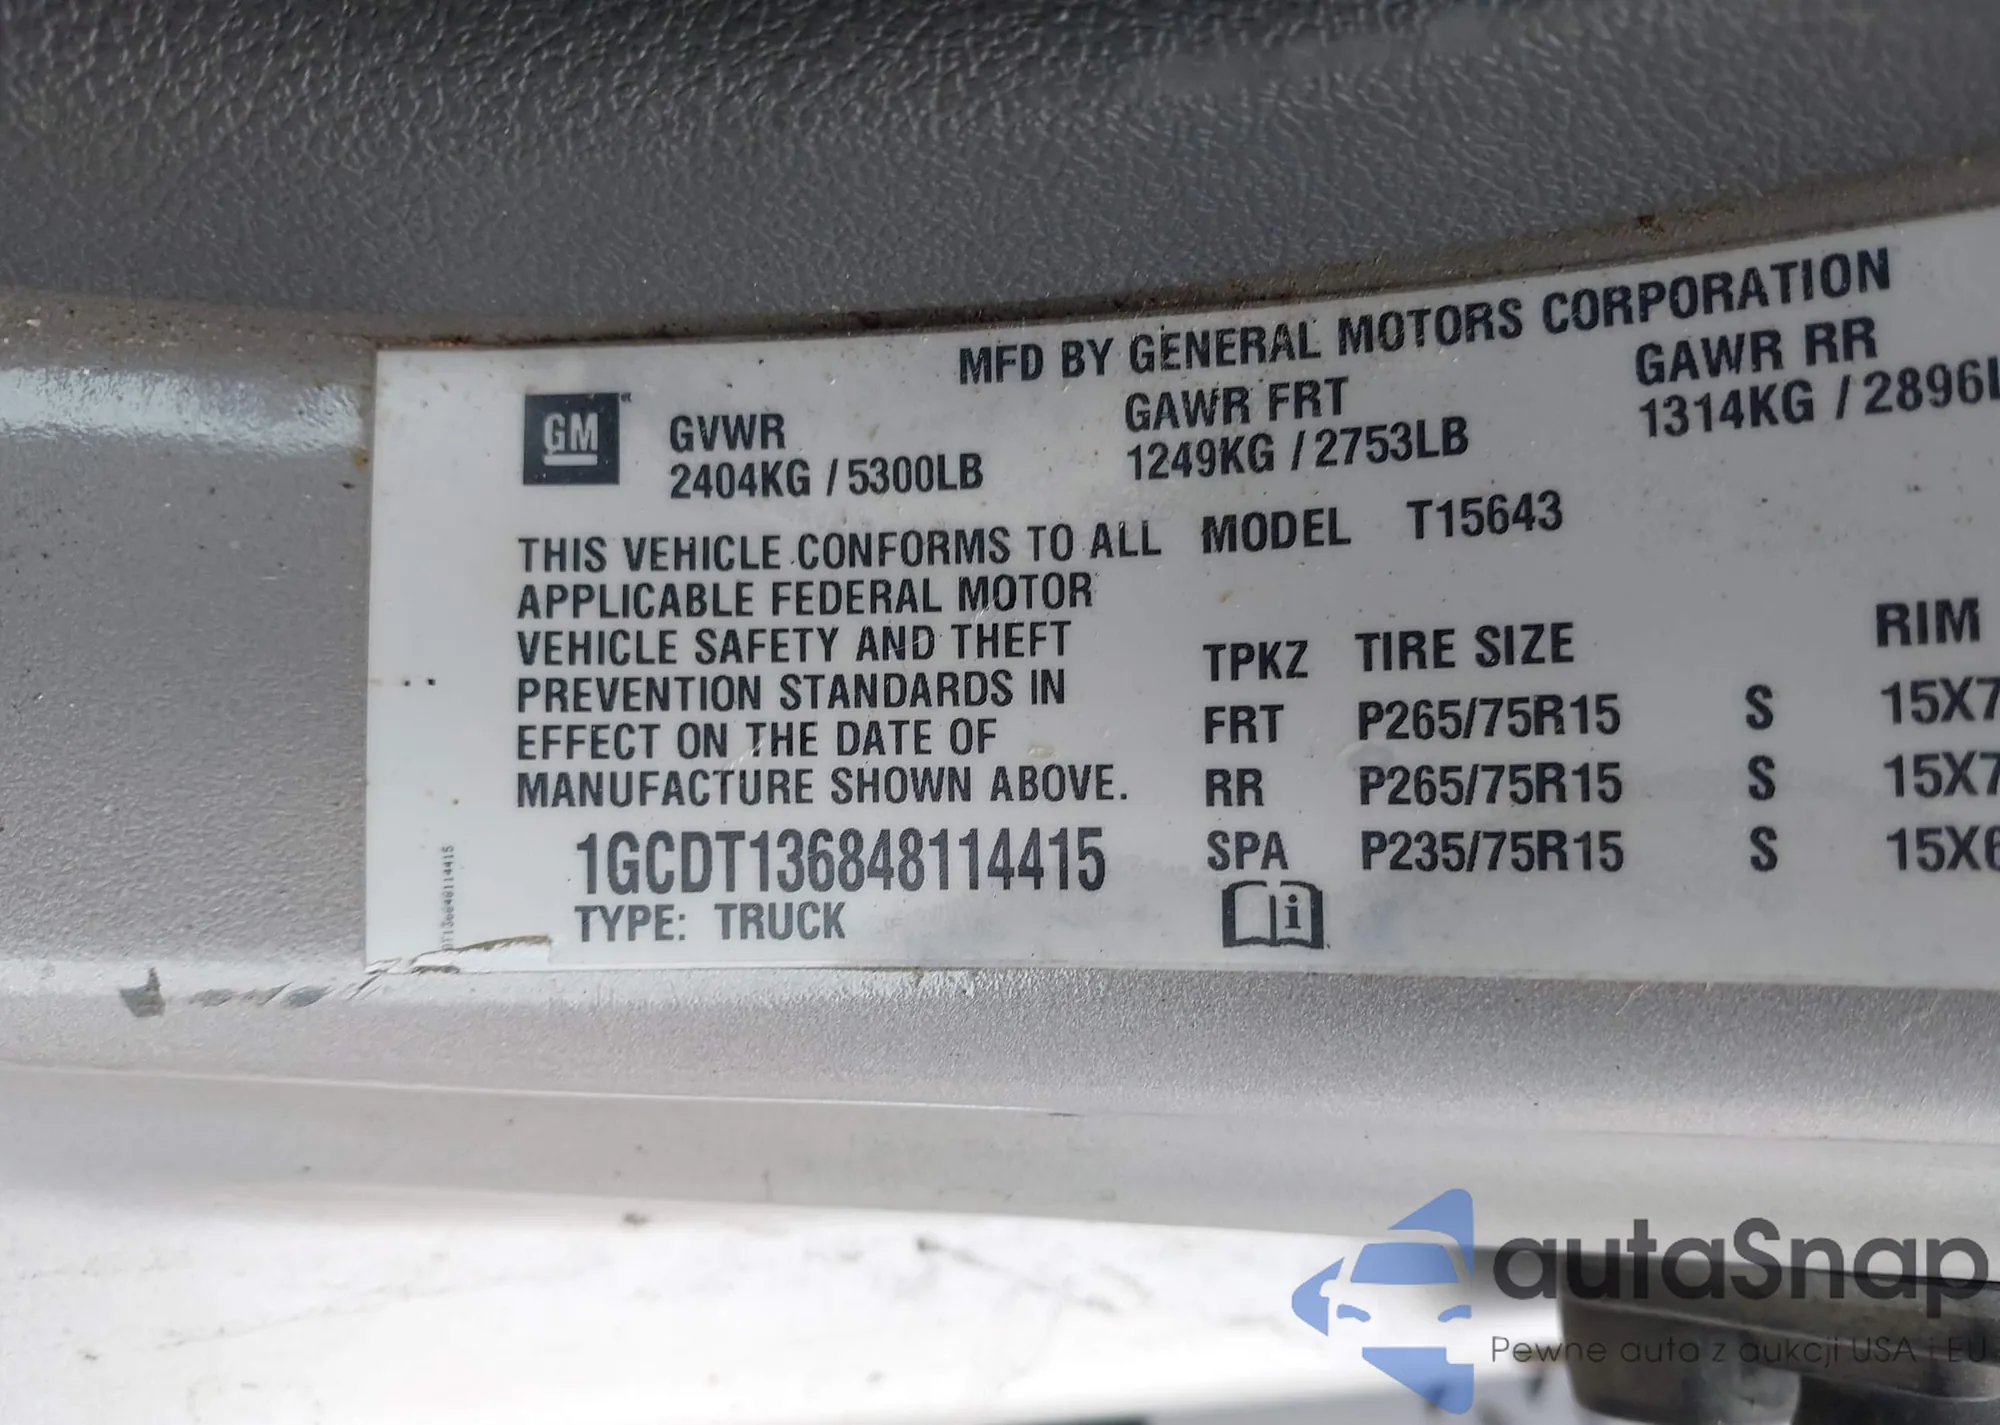 MFD BY GENERAL MOTORS CORPORATION
GM GVWR GAWR FRT GAWR RR
2404KG / 5300LB 1249KG / 2753LB 1314KG / 2896L
THIS VEHICLE CONFORMS TO ALL MODEL T15643
APPLICABLE FEDERAL MOTOR
VEHICLE SAFETY AND THEFT
PREVENTION STANDARDS IN
EFFECT ON THE DATE OF
MANUFACTURE SHOWN ABOVE.
TPKZ TIRE SIZE RIM
FRT P265/75R15 S 15X7
RR P265/75R15 S 15X7
SPA P235/75R15 S 15X6
1GCDT136848114415
TYPE: TRUCK
i
DT136848114415
autaSnap
Pewne auta z aukcji USA i EU